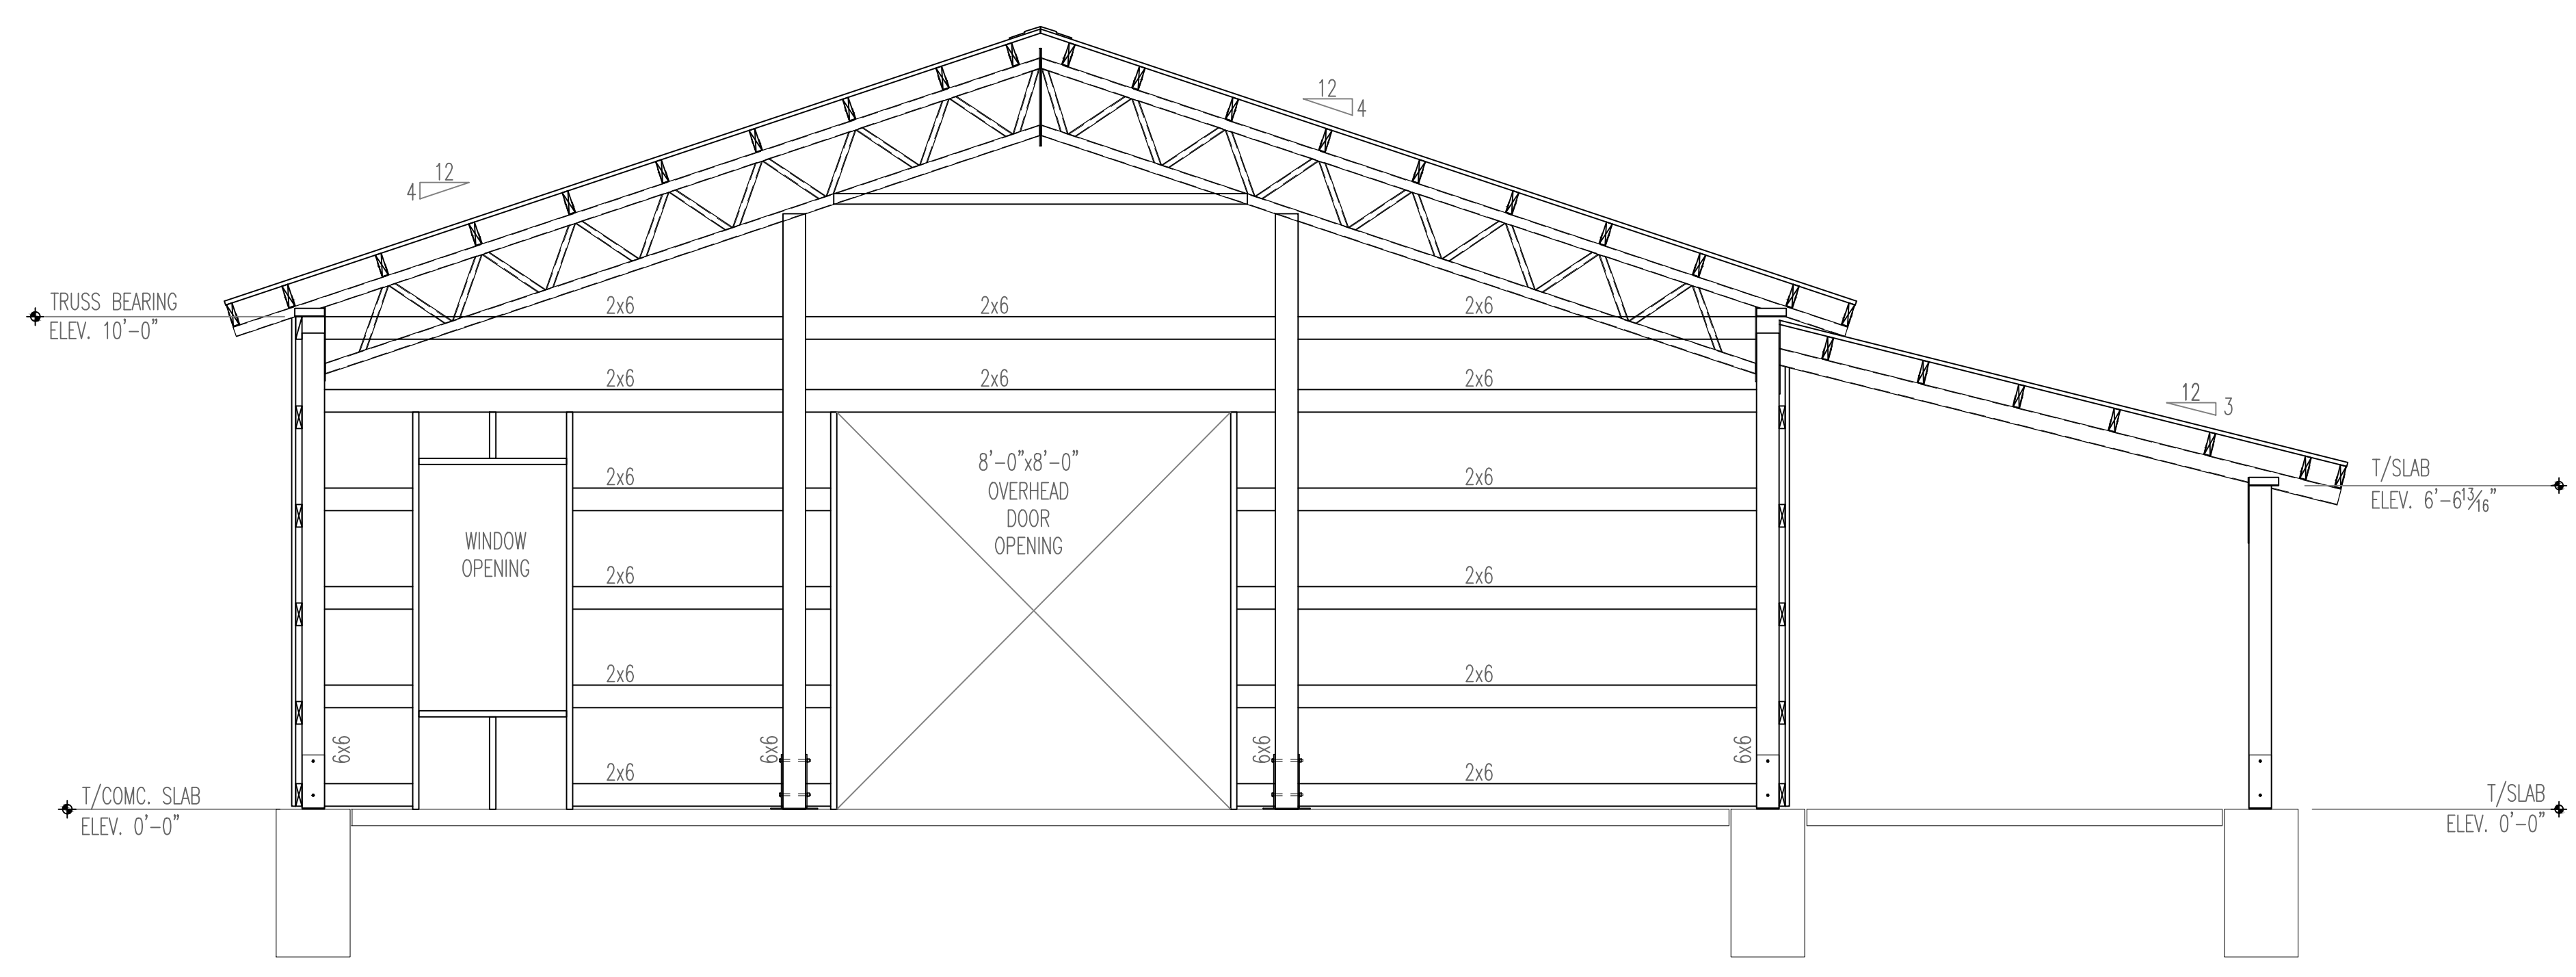 12
4
12
4
TRUSS BEARING
ELEV. 10'-0"
2x6
2x6
2x6
2x6
2x6
2x6
12
3
8'-0"x8'-0"
OVERHEAD
DOOR
OPENING
T/SLAB
ELEV. 6'-6 13/16"
2x6
2x6
WINDOW
OPENING
2x6
2x6
2x6
2x6
6x6
6x6
6x6
6x6
2x6
2x6
T/COMC. SLAB
ELEV. 0'-0"
T/SLAB
ELEV. 0'-0"